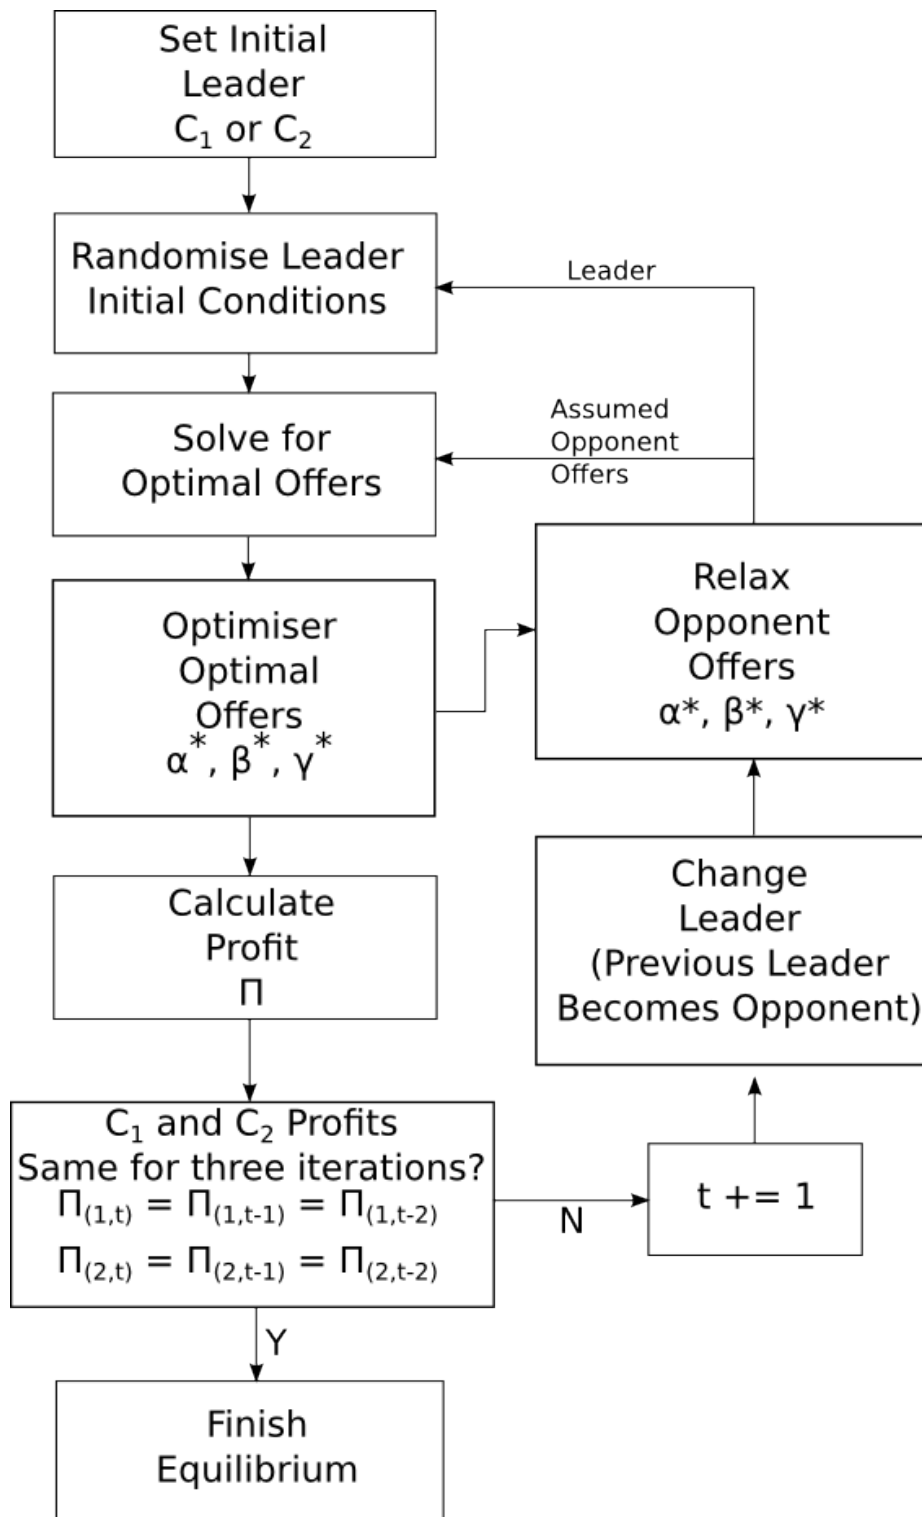 Set Initial
Leader
C₁ or C₂
Randomise Leader
Initial Conditions
Leader
Solve for
Optimal Offers
Assumed
Opponent
Offers
Optimiser
Optimal
Offers
α*, β*, γ*
Relax
Opponent
Offers
α*, β*, γ*
Calculate
Profit
Π
Change
Leader
(Previous Leader
Becomes Opponent)
C₁ and C₂ Profits
Same for three iterations?
Π(1,t) = Π(1,t-1) = Π(1,t-2)
Π(2,t) = Π(2,t-1) = Π(2,t-2)
N
t += 1
Y
Finish
Equilibrium